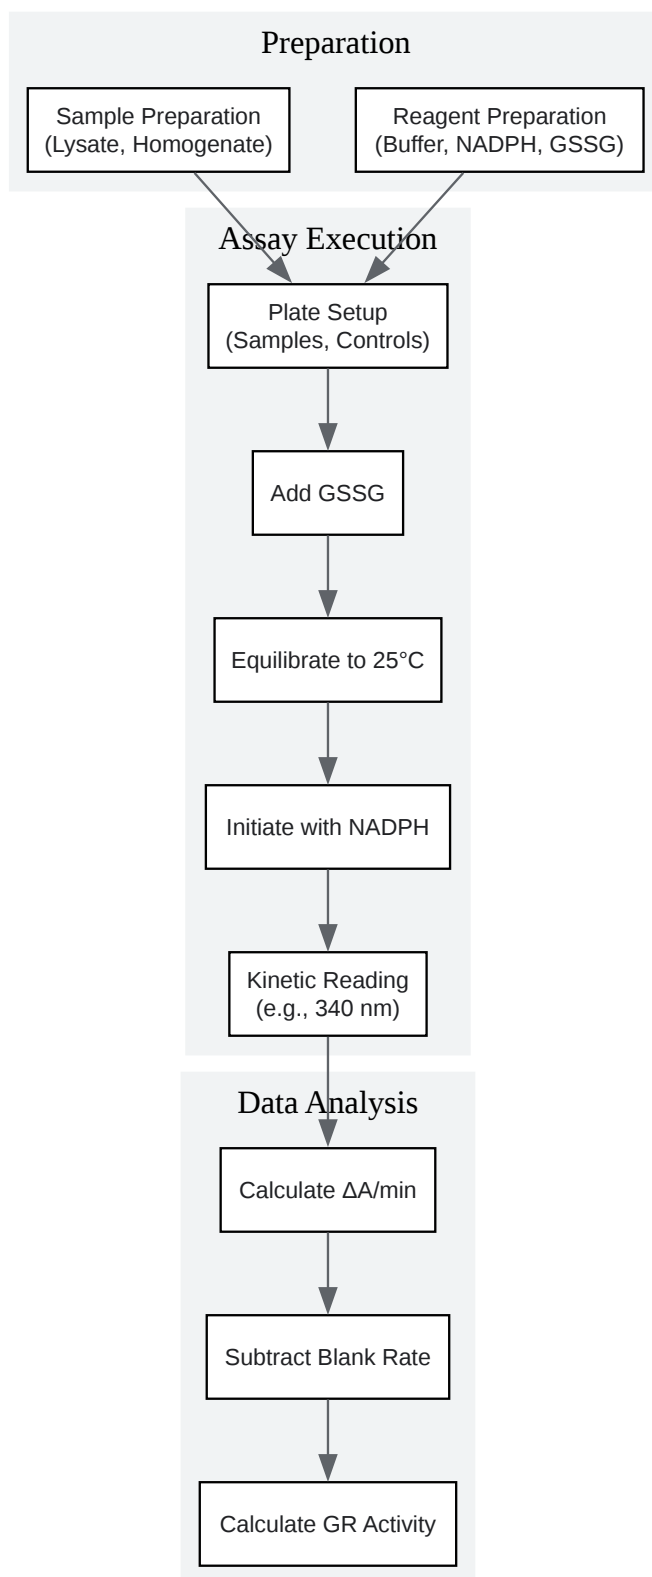 Preparation
Sample Preparation
(Lysate, Homogenate)
Reagent Preparation
(Buffer, NADPH, GSSG)
Assay Execution
Plate Setup
(Samples, Controls)
Add GSSG
Equilibrate to 25°C
Initiate with NADPH
Kinetic Reading
(e.g., 340 nm)
Data Analysis
Calculate ΔA/min
Subtract Blank Rate
Calculate GR Activity